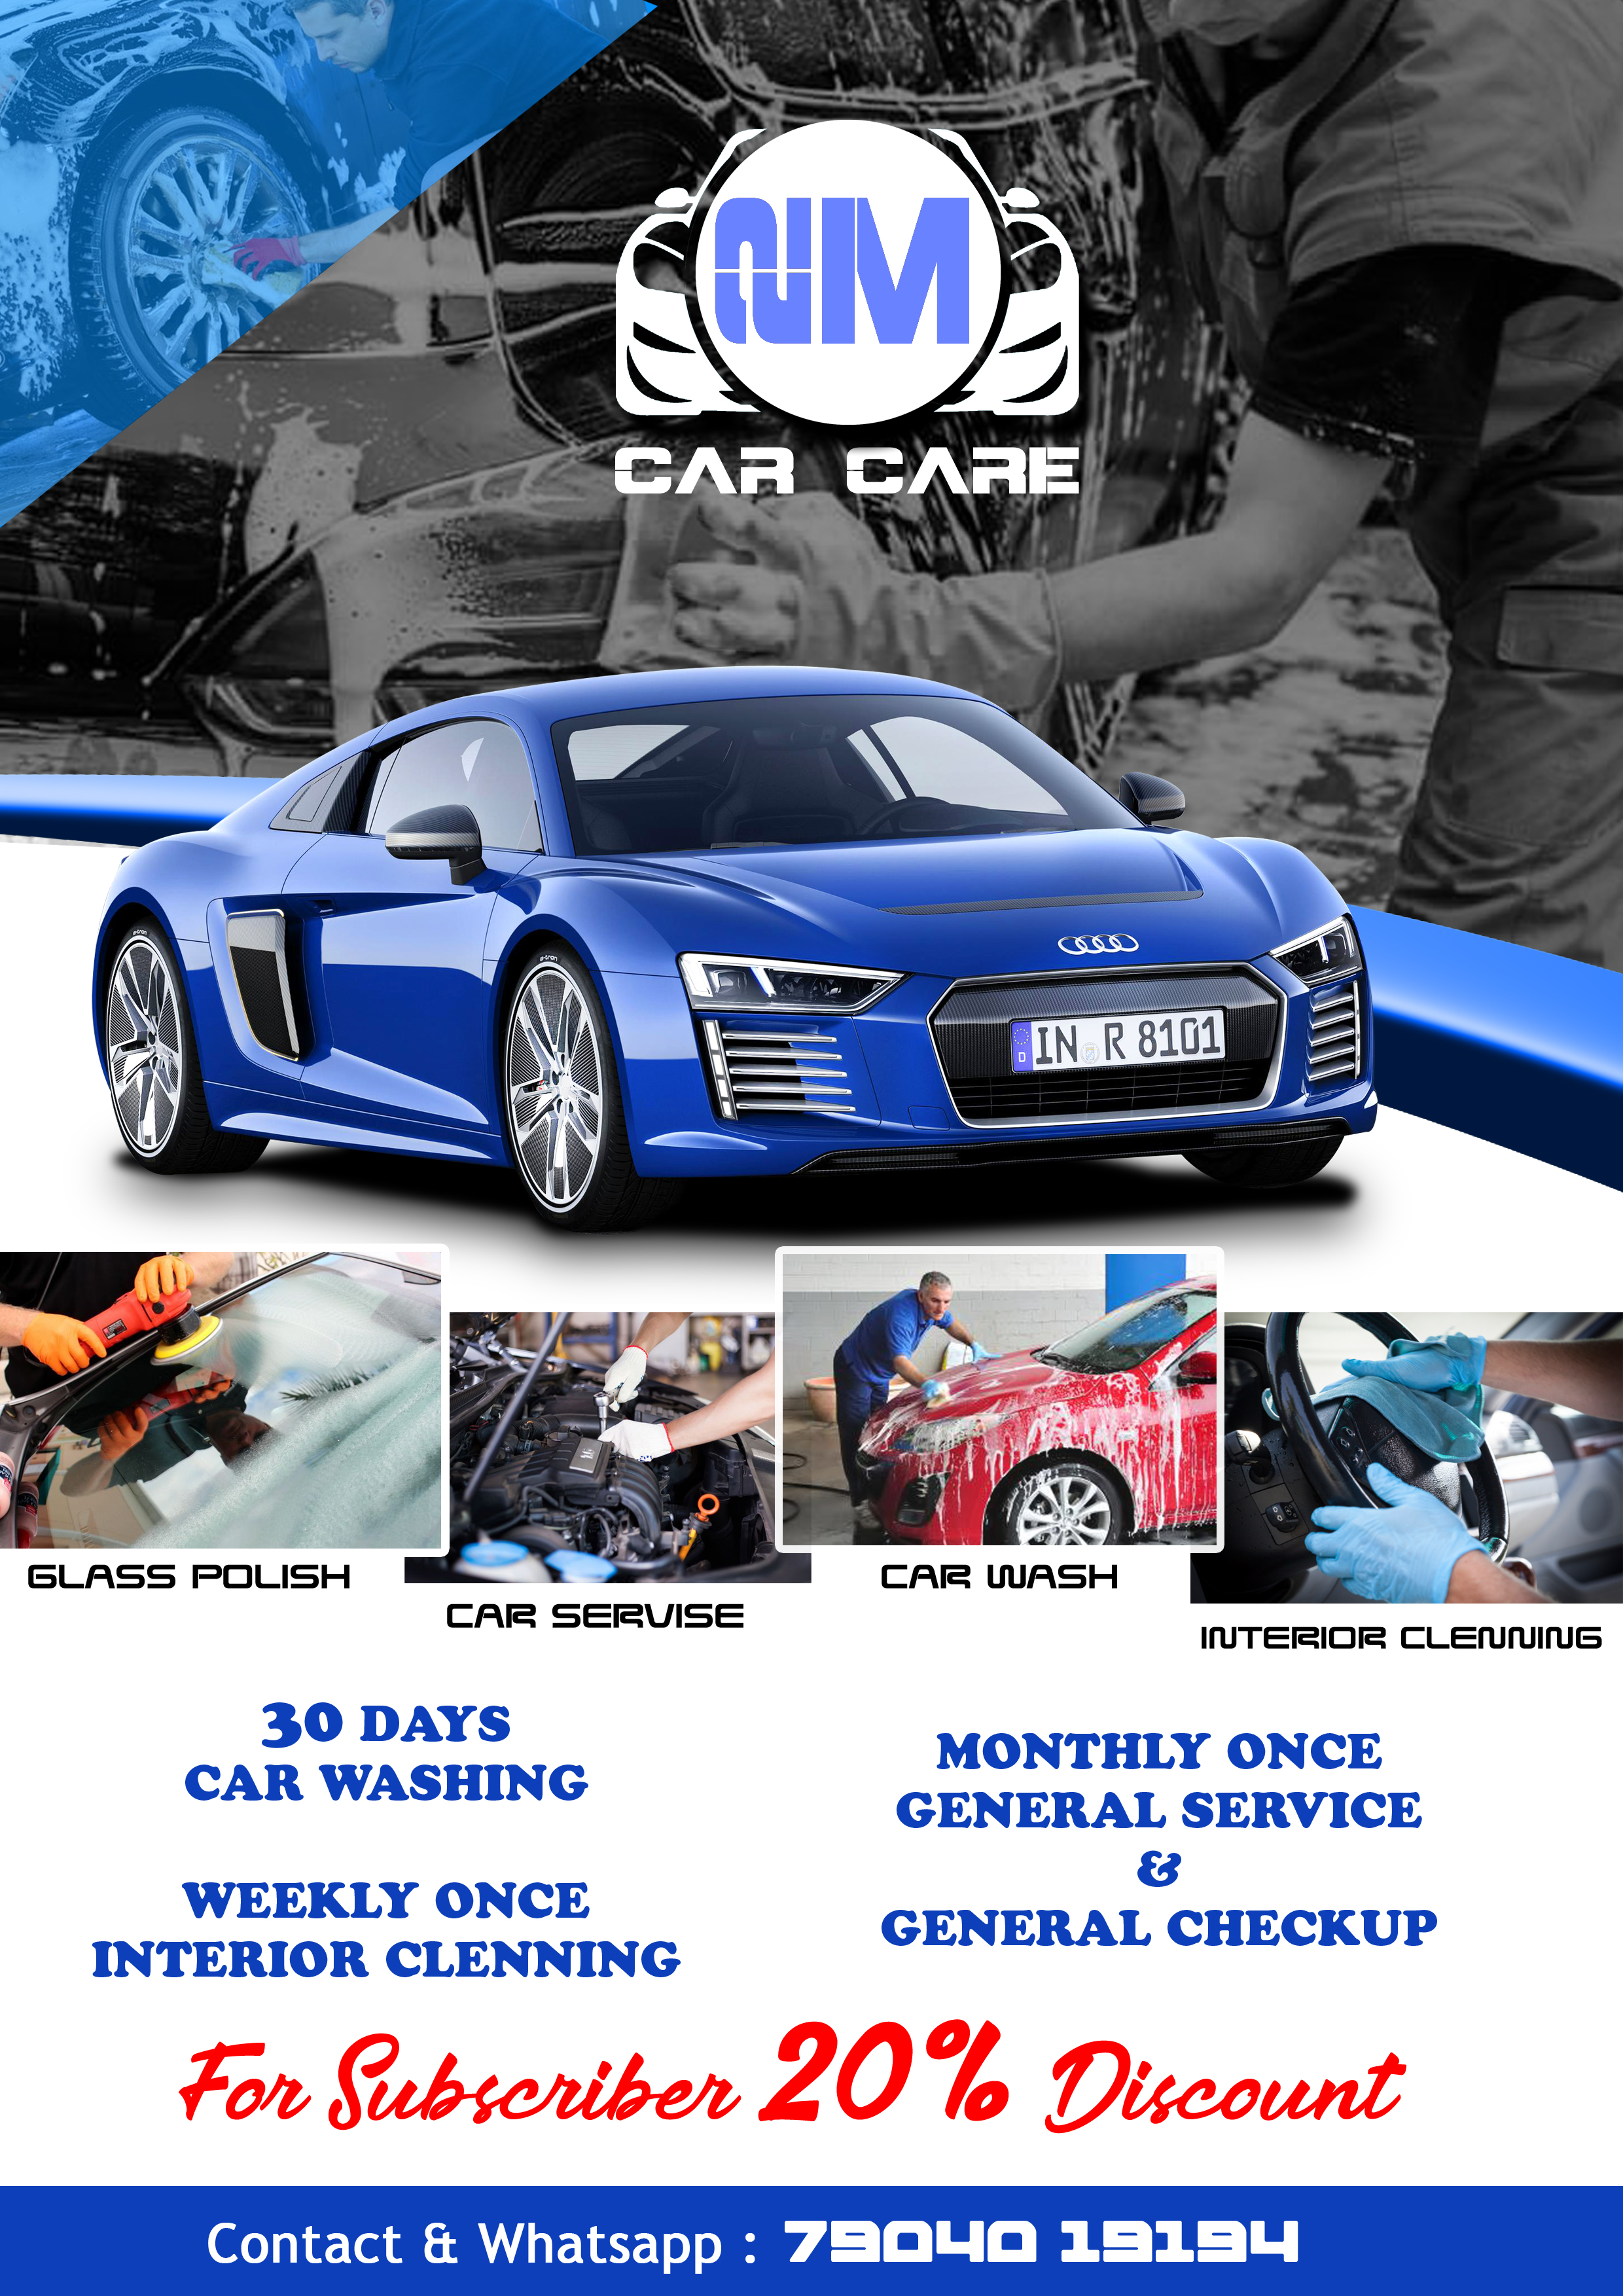 NM
CAR CARE
IN R 8101
GLASS POLISH
CAR SERVISE
CAR WASH
INTERIOR CLENNING
30 DAYS
CAR WASHING
WEEKLY ONCE
INTERIOR CLENNING
MONTHLY ONCE
GENERAL SERVICE
&
GENERAL CHECKUP
For Subscriber 20% Discount
Contact & Whatsapp : 79040 19194